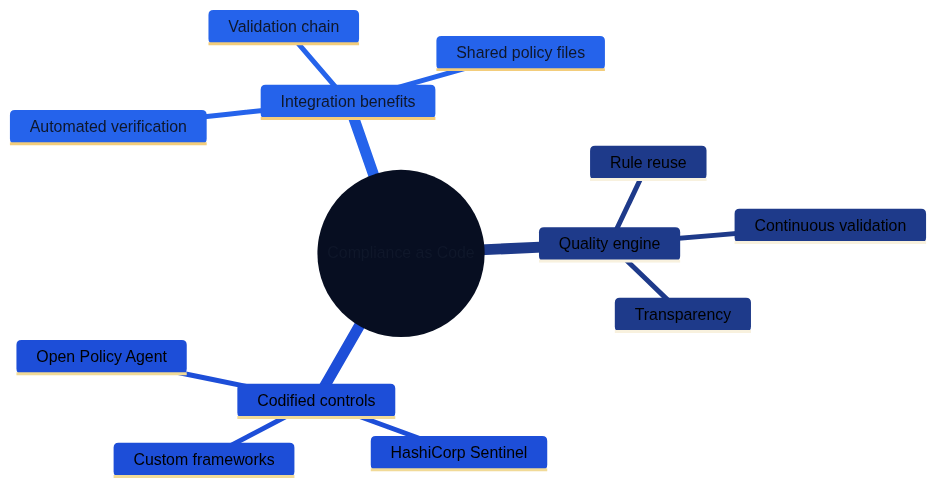 Validation chain
Shared policy files
Integration benefits
Automated verification
Rule reuse
Continuous validation
Quality engine
Compliance as Code
Transparency
Open Policy Agent
Codified controls
HashiCorp Sentinel
Custom frameworks